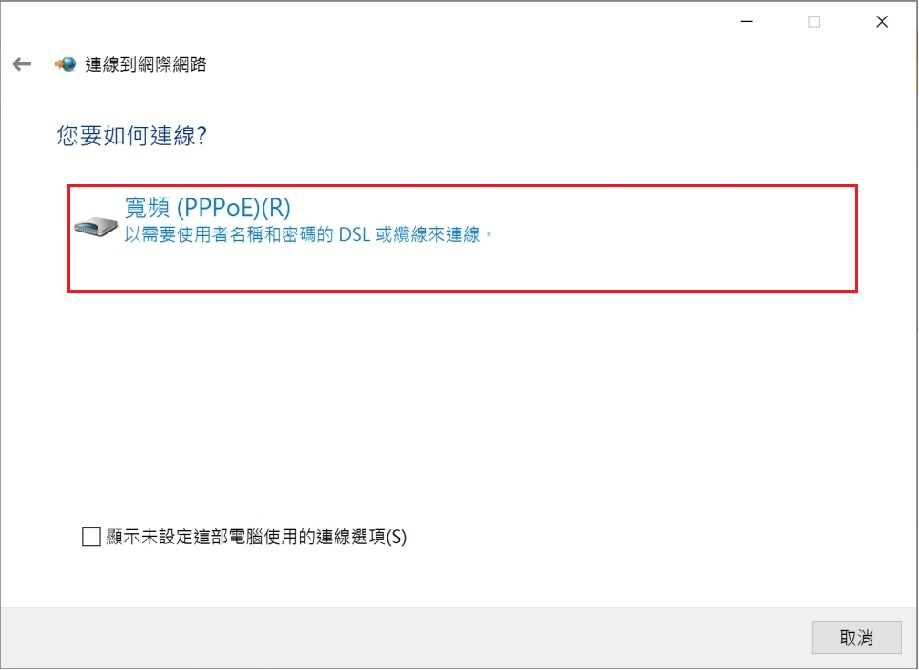 連線到網際網路
您要如何連線?
寬頻 (PPPoE)(R)
以需要使用者名稱和密碼的 DSL 或纜線來連線。
顯示未設定這部電腦使用的連線選項(S)
取消